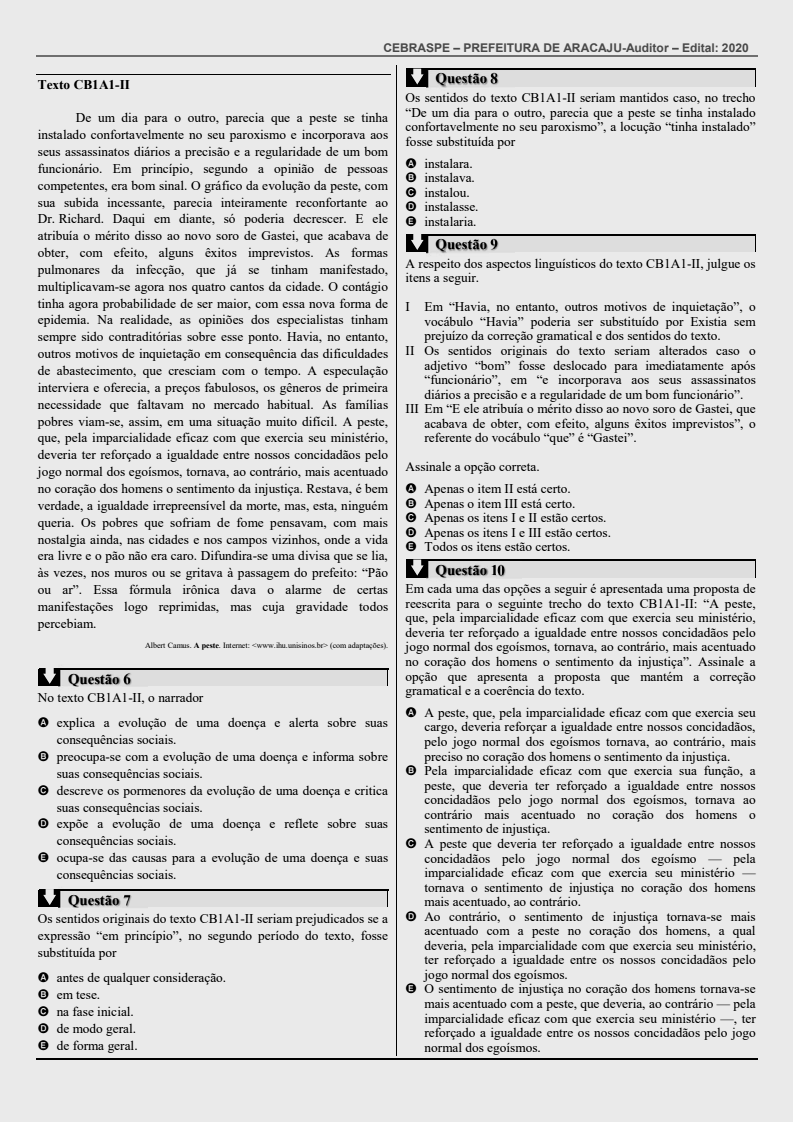 CEBRASPE – PREFEITURA DE ARACAJU-Auditor – Edital: 2020
Texto CB1A1-II
De um dia para o outro, parecia que a peste se tinha
instalado confortavelmente no seu paroxismo e incorporava aos
seus assassinatos diários a precisão e a regularidade de um bom
funcionário. Em princípio, segundo a opinião de pessoas
competentes, era bom sinal. O gráfico da evolução da peste, com
sua subida incessante, parecia inteiramente reconfortante ao
Dr. Richard. Daqui em diante, só poderia decrescer. E ele
atribuía o mérito disso ao novo soro de Gastei, que acabava de
obter, com efeito, alguns êxitos imprevistos. As formas
pulmonares da infecção, que já se tinham manifestado,
multiplicavam-se agora nos quatro cantos da cidade. O contágio
tinha agora probabilidade de ser maior, com essa nova forma de
epidemia. Na realidade, as opiniões dos especialistas tinham
sempre sido contraditórias sobre esse ponto. Havia, no entanto,
outros motivos de inquietação em consequência das dificuldades
de abastecimento, que cresciam com o tempo. A especulação
interviera e oferecia, a preços fabulosos, os gêneros de primeira
necessidade que faltavam no mercado habitual. As famílias
pobres viam-se, assim, em uma situação muito difícil. A peste,
que, pela imparcialidade eficaz com que exercia seu ministério,
deveria ter reforçado a igualdade entre nossos concidadãos pelo
jogo normal dos egoísmos, tornava, ao contrário, mais acentuado
no coração dos homens o sentimento da injustiça. Restava, é bem
verdade, a igualdade irrepreensível da morte, mas, esta, ninguém
queria. Os pobres que sofriam de fome pensavam, com mais
nostalgia ainda, nas cidades e nos campos vizinhos, onde a vida
era livre e o pão não era caro. Difundira-se uma divisa que se lia,
às vezes, nos muros ou se gritava à passagem do prefeito: “Pão
ou ar”. Essa fórmula irônica dava o alarme de certas
manifestações logo reprimidas, mas cuja gravidade todos
percebiam.
Albert Camus. A peste. Internet: <www.ihu.unisinos.br> (com adaptações).
Questão 6
No texto CB1A1-II, o narrador
A explica a evolução de uma doença e alerta sobre suas
consequências sociais.
B preocupa-se com a evolução de uma doença e informa sobre
suas consequências sociais.
C descreve os pormenores da evolução de uma doença e critica
suas consequências sociais.
D expõe a evolução de uma doença e reflete sobre suas
consequências sociais.
E ocupa-se das causas para a evolução de uma doença e suas
consequências sociais.
Questão 7
Os sentidos originais do texto CB1A1-II seriam prejudicados se a
expressão “em princípio”, no segundo período do texto, fosse
substituída por
A antes de qualquer consideração.
B em tese.
C na fase inicial.
D de modo geral.
E de forma geral.
Questão 8
Os sentidos do texto CB1A1-II seriam mantidos caso, no trecho
“De um dia para o outro, parecia que a peste se tinha instalado
confortavelmente no seu paroxismo”, a locução “tinha instalado”
fosse substituída por
A instalara.
B instalava.
C instalou.
D instalasse.
E instalaria.
Questão 9
A respeito dos aspectos linguísticos do texto CB1A1-II, julgue os
itens a seguir.
I Em “Havia, no entanto, outros motivos de inquietação”, o
vocábulo “Havia” poderia ser substituído por Existia sem
prejuízo da correção gramatical e dos sentidos do texto.
II Os sentidos originais do texto seriam alterados caso o
adjetivo “bom” fosse deslocado para imediatamente após
“funcionário”, em “e incorporava aos seus assassinatos
diários a precisão e a regularidade de um bom funcionário”.
III Em “E ele atribuía o mérito disso ao novo soro de Gastei, que
acabava de obter, com efeito, alguns êxitos imprevistos”, o
referente do vocábulo “que” é “Gastei”.
Assinale a opção correta.
A Apenas o item II está certo.
B Apenas o item III está certo.
C Apenas os itens I e II estão certos.
D Apenas os itens I e III estão certos.
E Todos os itens estão certos.
Questão 10
Em cada uma das opções a seguir é apresentada uma proposta de
reescrita para o seguinte trecho do texto CB1A1-II: “A peste,
que, pela imparcialidade eficaz com que exercia seu ministério,
deveria ter reforçado a igualdade entre nossos concidadãos pelo
jogo normal dos egoísmos, tornava, ao contrário, mais acentuado
no coração dos homens o sentimento da injustiça”. Assinale a
opção que apresenta a proposta que mantém a correção
gramatical e a coerência do texto.
A A peste, que, pela imparcialidade eficaz com que exercia seu
cargo, deveria reforçar a igualdade entre nossos concidadãos,
pelo jogo normal dos egoísmos tornava, ao contrário, mais
preciso no coração dos homens o sentimento da injustiça.
B Pela imparcialidade eficaz com que exercia sua função, a
peste, que deveria ter reforçado a igualdade entre nossos
concidadãos pelo jogo normal dos egoísmos, tornava ao
contrário mais acentuado no coração dos homens o
sentimento de injustiça.
C A peste que deveria ter reforçado a igualdade entre nossos
concidadãos pelo jogo normal dos egoísmo — pela
imparcialidade eficaz com que exercia seu ministério —
tornava o sentimento de injustiça no coração dos homens
mais acentuado, ao contrário.
D Ao contrário, o sentimento de injustiça tornava-se mais
acentuado com a peste no coração dos homens, a qual
deveria, pela imparcialidade com que exercia seu ministério,
ter reforçado a igualdade entre os nossos concidadãos pelo
jogo normal dos egoísmos.
E O sentimento de injustiça no coração dos homens tornava-se
mais acentuado com a peste, que deveria, ao contrário — pela
imparcialidade eficaz com que exercia seu ministério —, ter
reforçado a igualdade entre os nossos concidadãos pelo jogo
normal dos egoísmos.